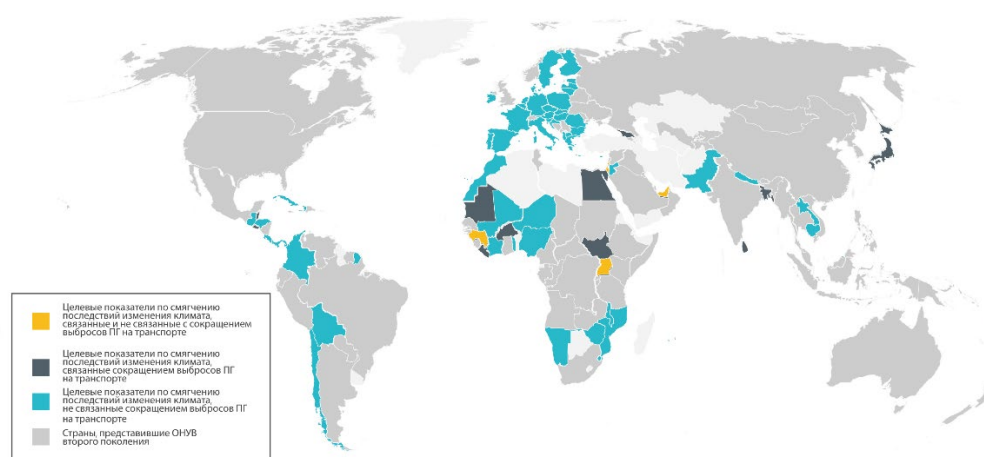 Целевые показатели по смягчению
последствий изменения климата,
связанные и не связанные с сокращением
выбросов ПГ на транспорте
Целевые показатели по смягчению
последствий изменения климата,
связанные сокращением выбросов ПГ
на транспорте
Целевые показатели по смягчению
последствий изменения климата,
не связанные сокращением выбросов ПГ
на транспорте
Страны, представившие ОНУВ
второго поколения